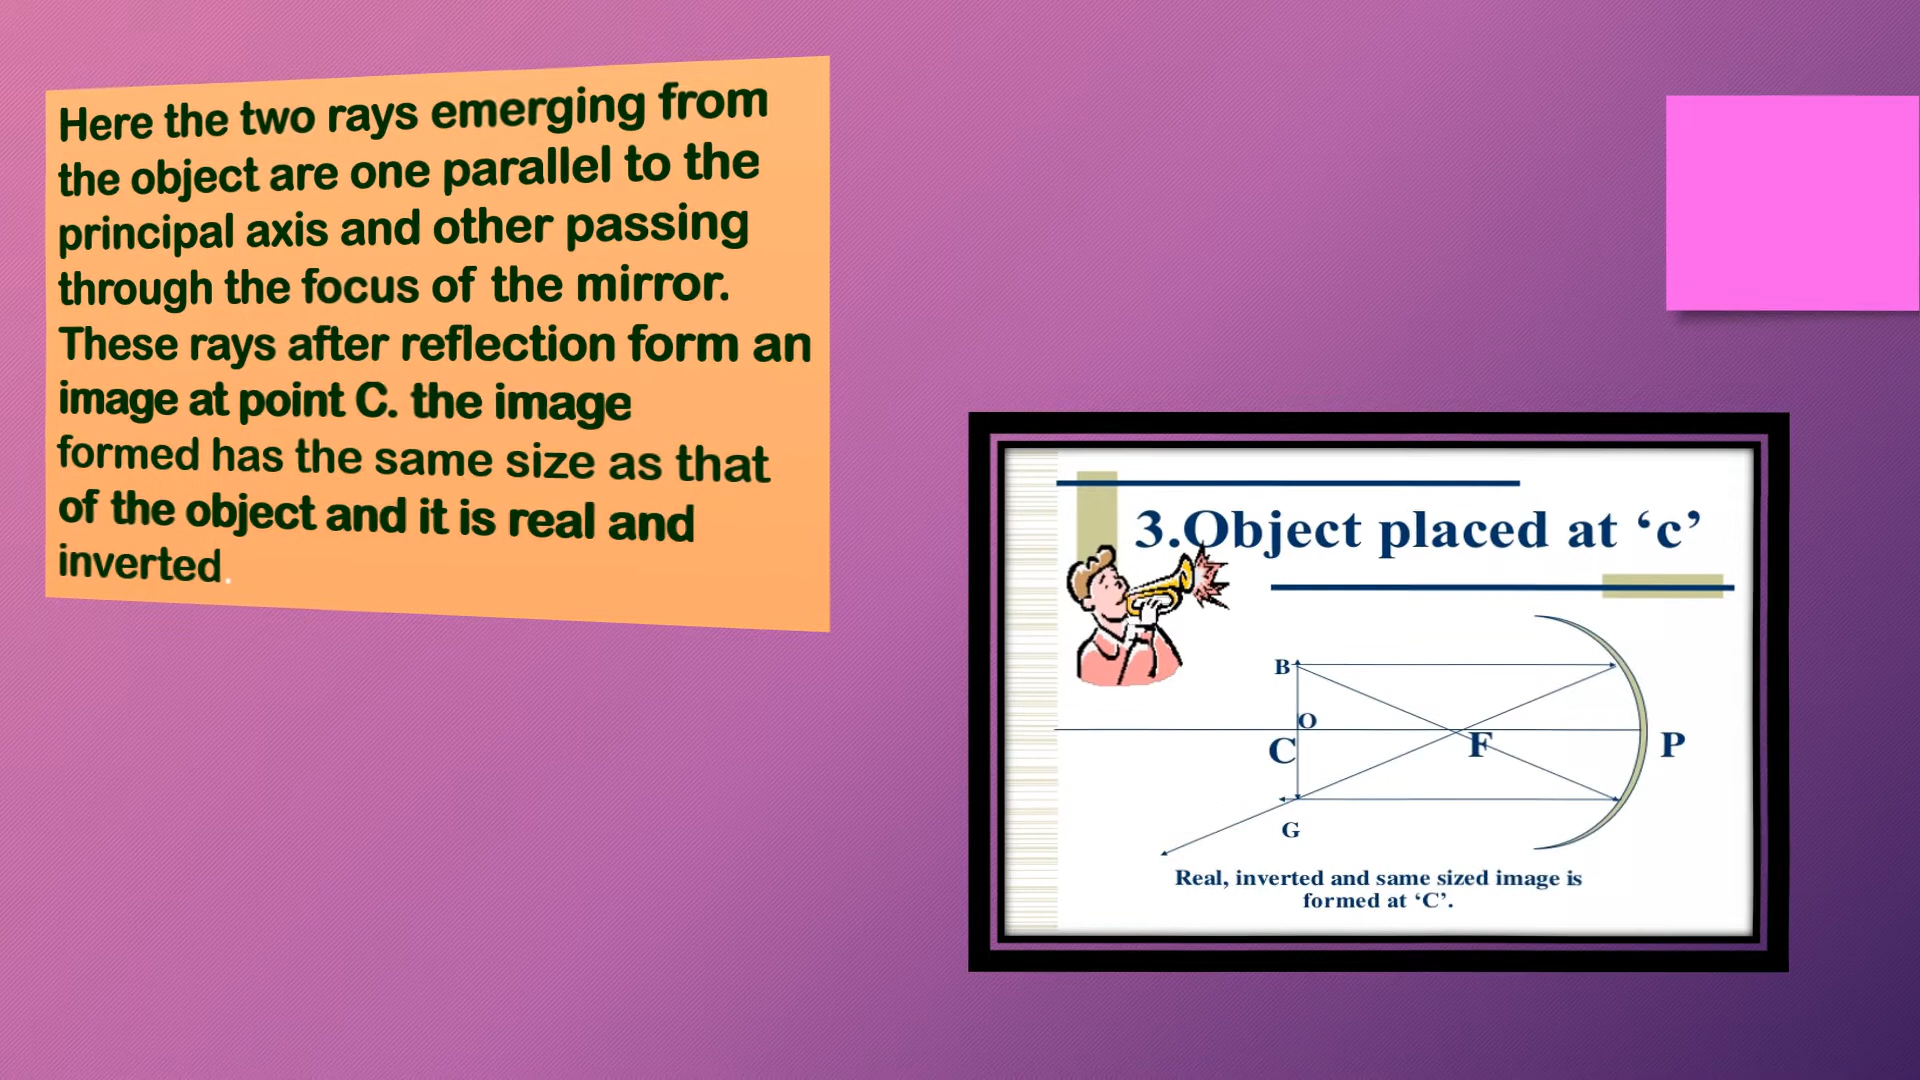 Here the two rays emerging from
the object are one parallel to the
principal axis and other passing
through the focus of the mirror.
These rays after reflection form an
image at point C. the image
formed has the same size as that
of the object and it is real and
inverted.
3.Object placed at ‘c’
B
O
C
F
P
G
Real, inverted and same sized image is
formed at ‘C’.